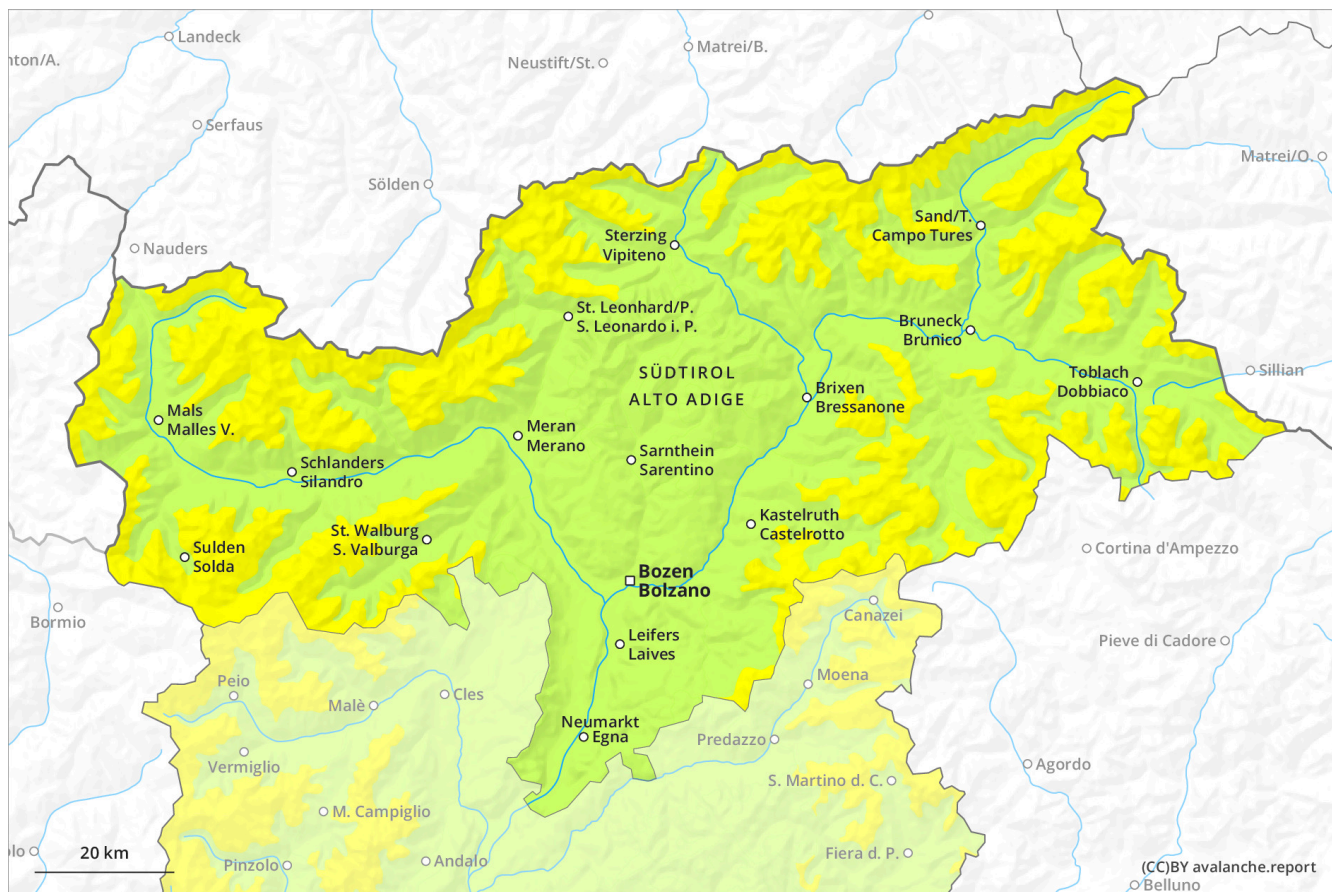 Landeck
Matrei/B.
nton/A.
Neustift/St.
Serfaus
Matrei/O.
Sölden
Sand/T.
Campo Tures
Sterzing
Vipiteno
Nauders
St. Leonhard/P.
S. Leonardo i. P.
Bruneck
Brunico
SÜDTIROL
ALTO ADIGE
Toblach
Dobbiaco
Sillian
Brixen
Bressanone
Mals
Malles V.
Meran
Merano
Sarnthein
Sarentino
Schlanders
Silandro
Kastelruth
Castelrotto
St. Walburg
S. Valburga
Sulden
Solda
Cortina d'Ampezzo
Bozen
Bolzano
Bormio
Canazei
Leifers
Laives
Pieve di Cadore
Peio
Moena
Cles
Malè
Neumarkt
Egna
Predazzo
Vermiglio
Agordo
S. Martino d. C.
M. Campiglio
olo
20 km
Pinzolo
Andalo
Fiera d. P.
(CC)BY avalanche.report
Belluno